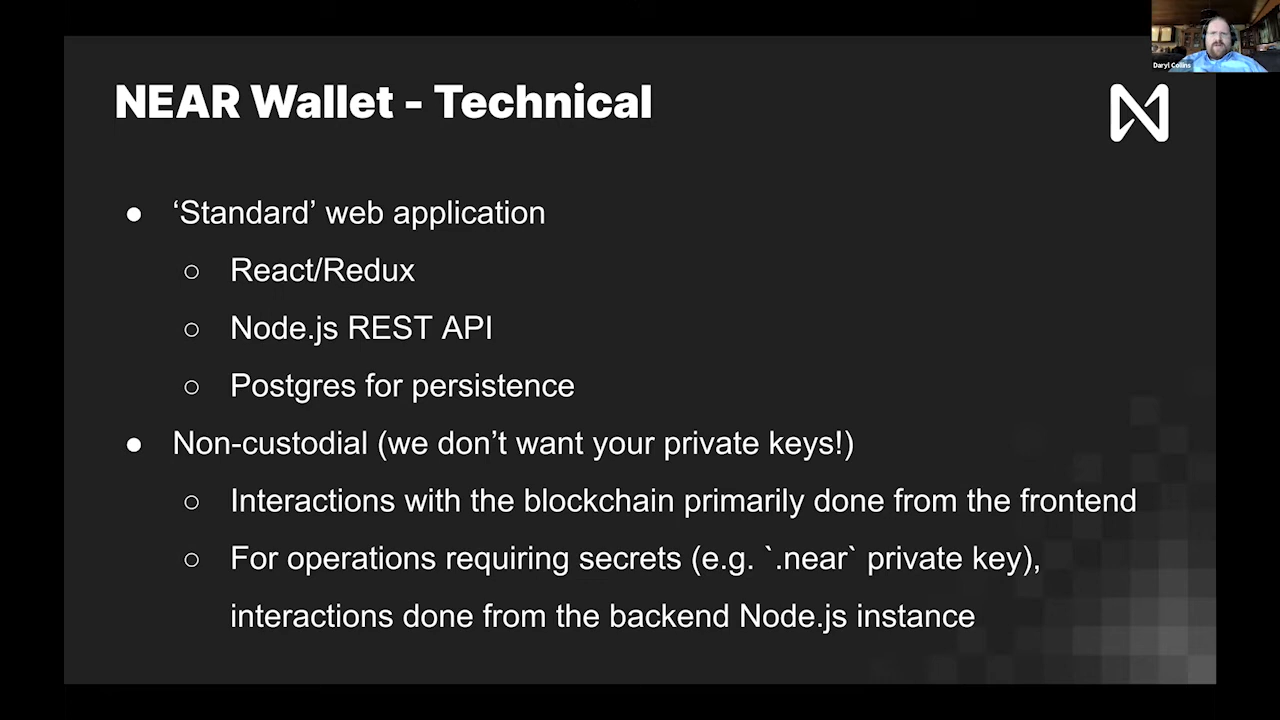 NEAR Wallet - Technical
Daryl Collins
● ‘Standard’ web application
○ React/Redux
○ Node.js REST API
○ Postgres for persistence
● Non-custodial (we don’t want your private keys!)
○ Interactions with the blockchain primarily done from the frontend
○ For operations requiring secrets (e.g. `.near` private key),
interactions done from the backend Node.js instance